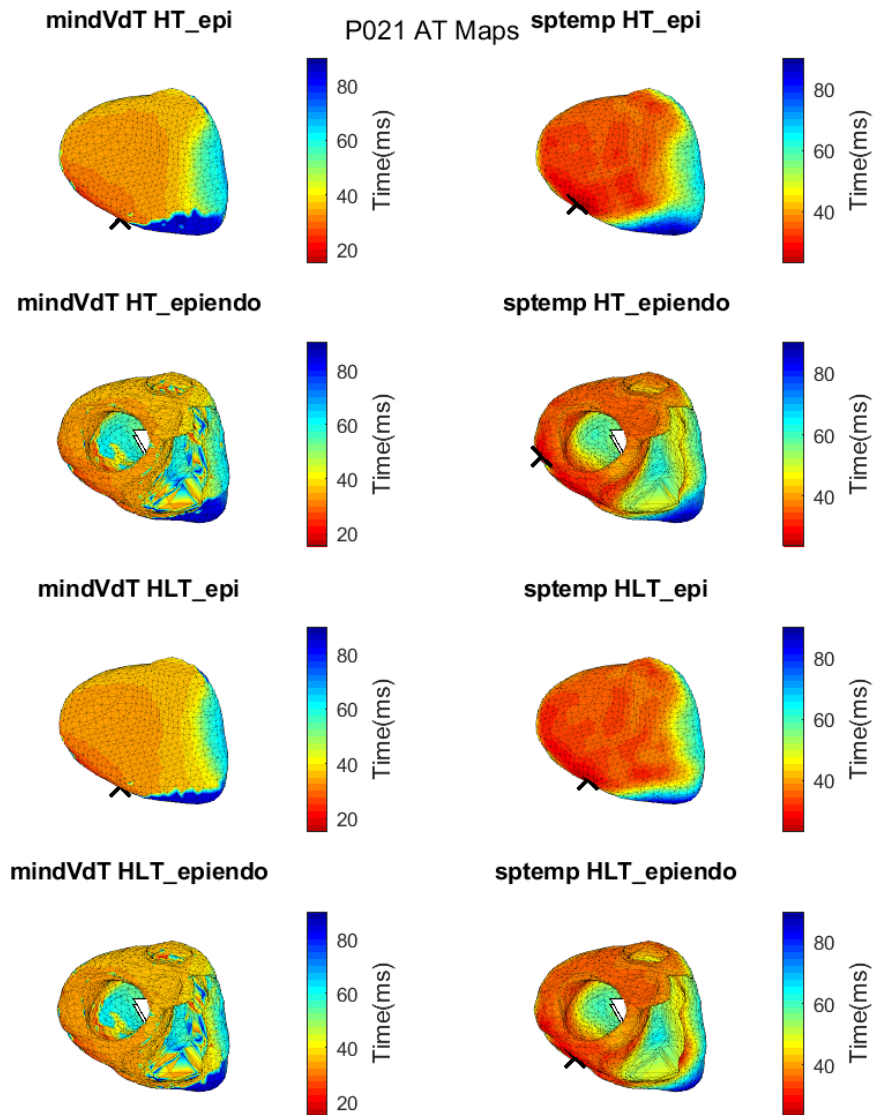 P021 AT Maps
mindVdT HT_epi
80
60
40
20
Time(ms)
sptemp HT_epi
80
60
40
Time(ms)
mindVdT HT_epiendo
80
60
40
20
Time(ms)
sptemp HT_epiendo
80
60
40
Time(ms)
mindVdT HLT_epi
80
60
40
20
Time(ms)
sptemp HLT_epi
80
60
40
Time(ms)
mindVdT HLT_epiendo
80
60
40
20
Time(ms)
sptemp HLT_epiendo
80
60
40
Time(ms)